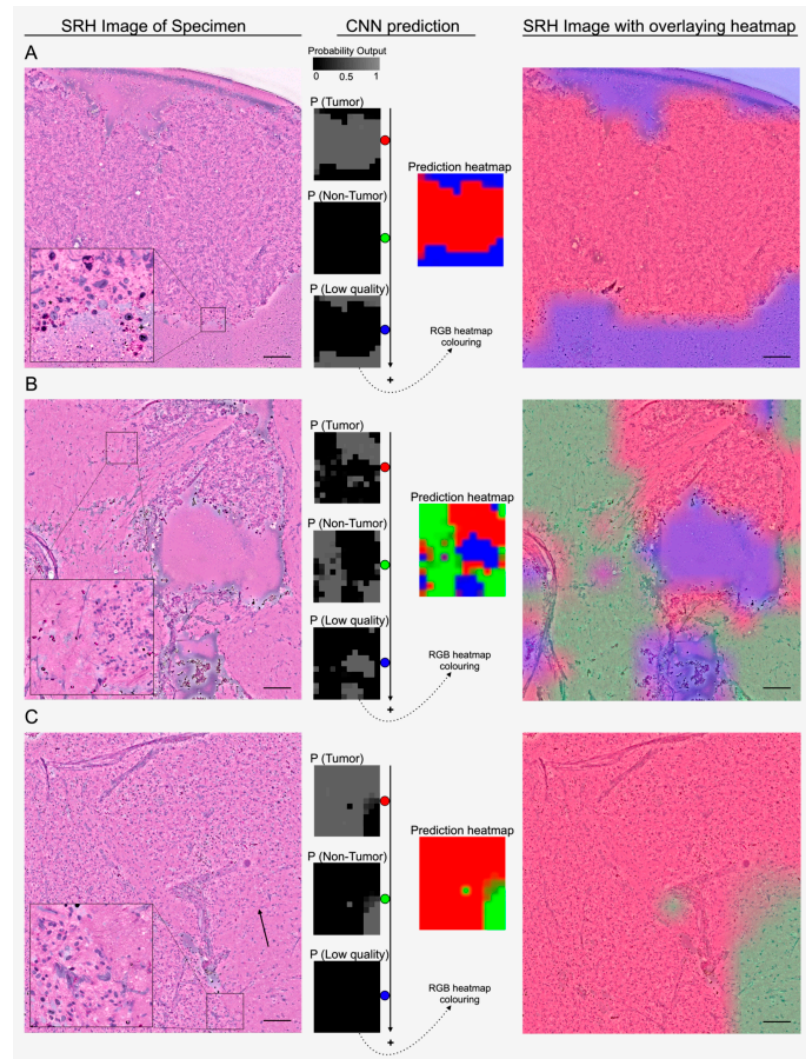 SRH Image of Specimen
CNN prediction
SRH Image with overlaying heatmap
A
Probability Output
0 0.5 1
P (Tumor)
P (Non-Tumor)
P (Low quality)
Prediction heatmap
RGB heatmap
colouring
+
B
P (Tumor)
P (Non-Tumor)
P (Low quality)
Prediction heatmap
RGB heatmap
colouring
+
C
P (Tumor)
P (Non-Tumor)
P (Low quality)
Prediction heatmap
RGB heatmap
colouring
+